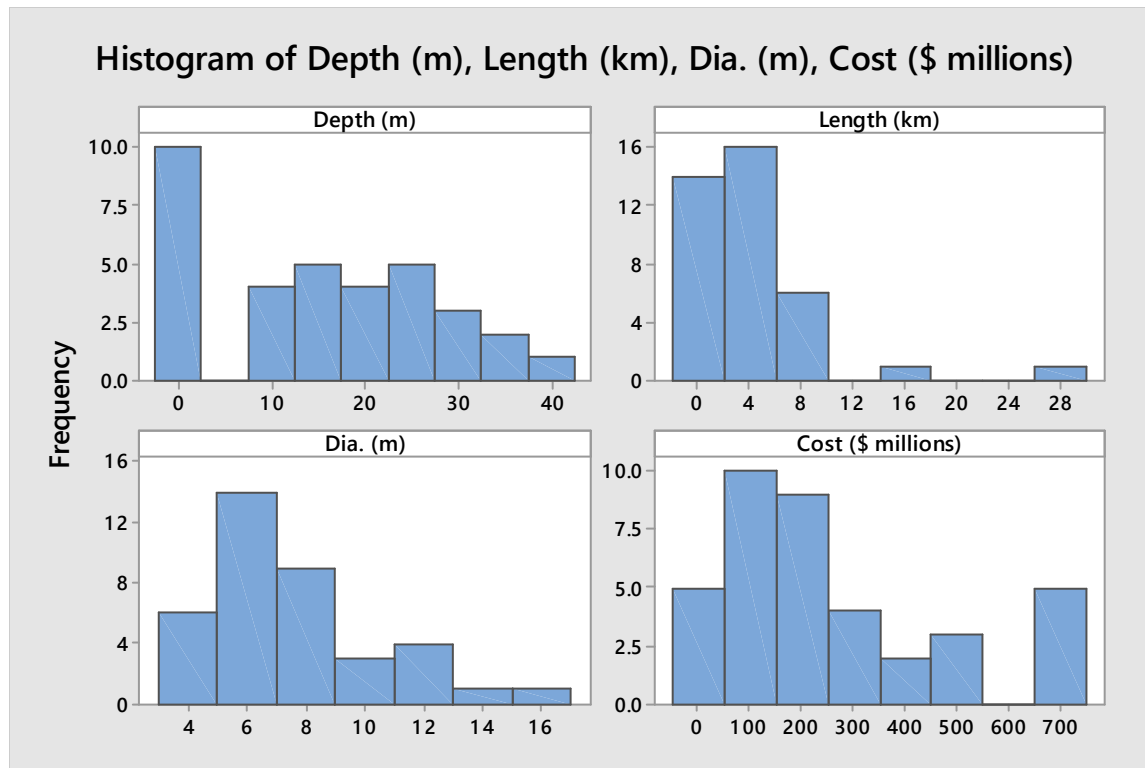 Histogram of Depth (m), Length (km), Dia. (m), Cost ($ millions)
Frequency
Depth (m)
10.0
7.5
5.0
2.5
0.0
0 10 20 30 40
Length (km)
16
12
8
4
0
0 4 8 12 16 20 24 28
Dia. (m)
16
12
8
4
0
4 6 8 10 12 14 16
Cost ($ millions)
10.0
7.5
5.0
2.5
0.0
0 100 200 300 400 500 600 700